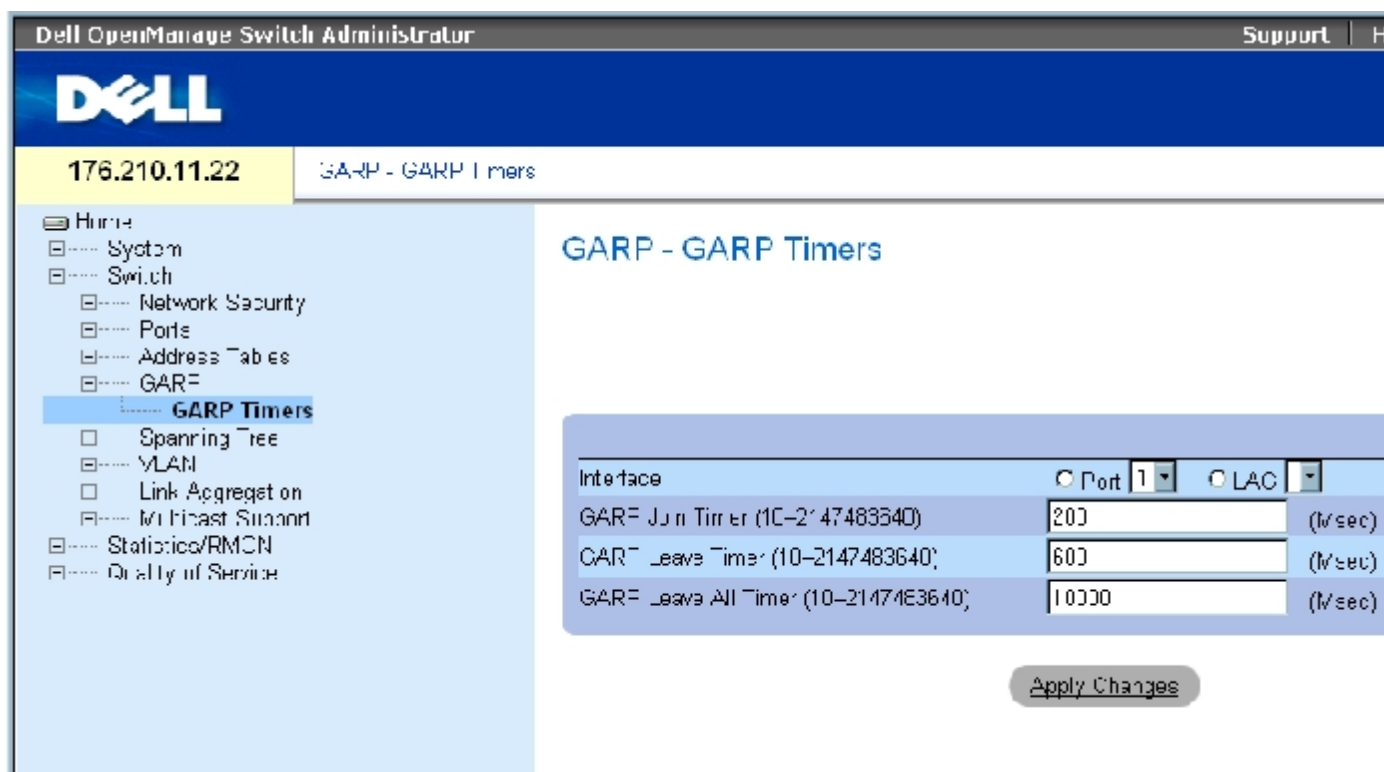 Dell OpenManage Switch Administrator
Support
H
DELL
176.210.11.22
GARP - GARP Timers
Home
System
Switch
Network Security
Ports
Address Tables
GARP
GARP Timers
Spanning Tree
VLAN
Link Aggregation
Multicast Support
Statistics/RMON
Quality of Service
GARP - GARP Timers
Interface
Port 1 LAG
GARP Join Timer (10–2147483640) 200 (Msec)
GARP Leave Timer (10–2147483640) 600 (Msec)
GARP Leave All Timer (10–2147483640) 10000 (Msec)
Apply Changes